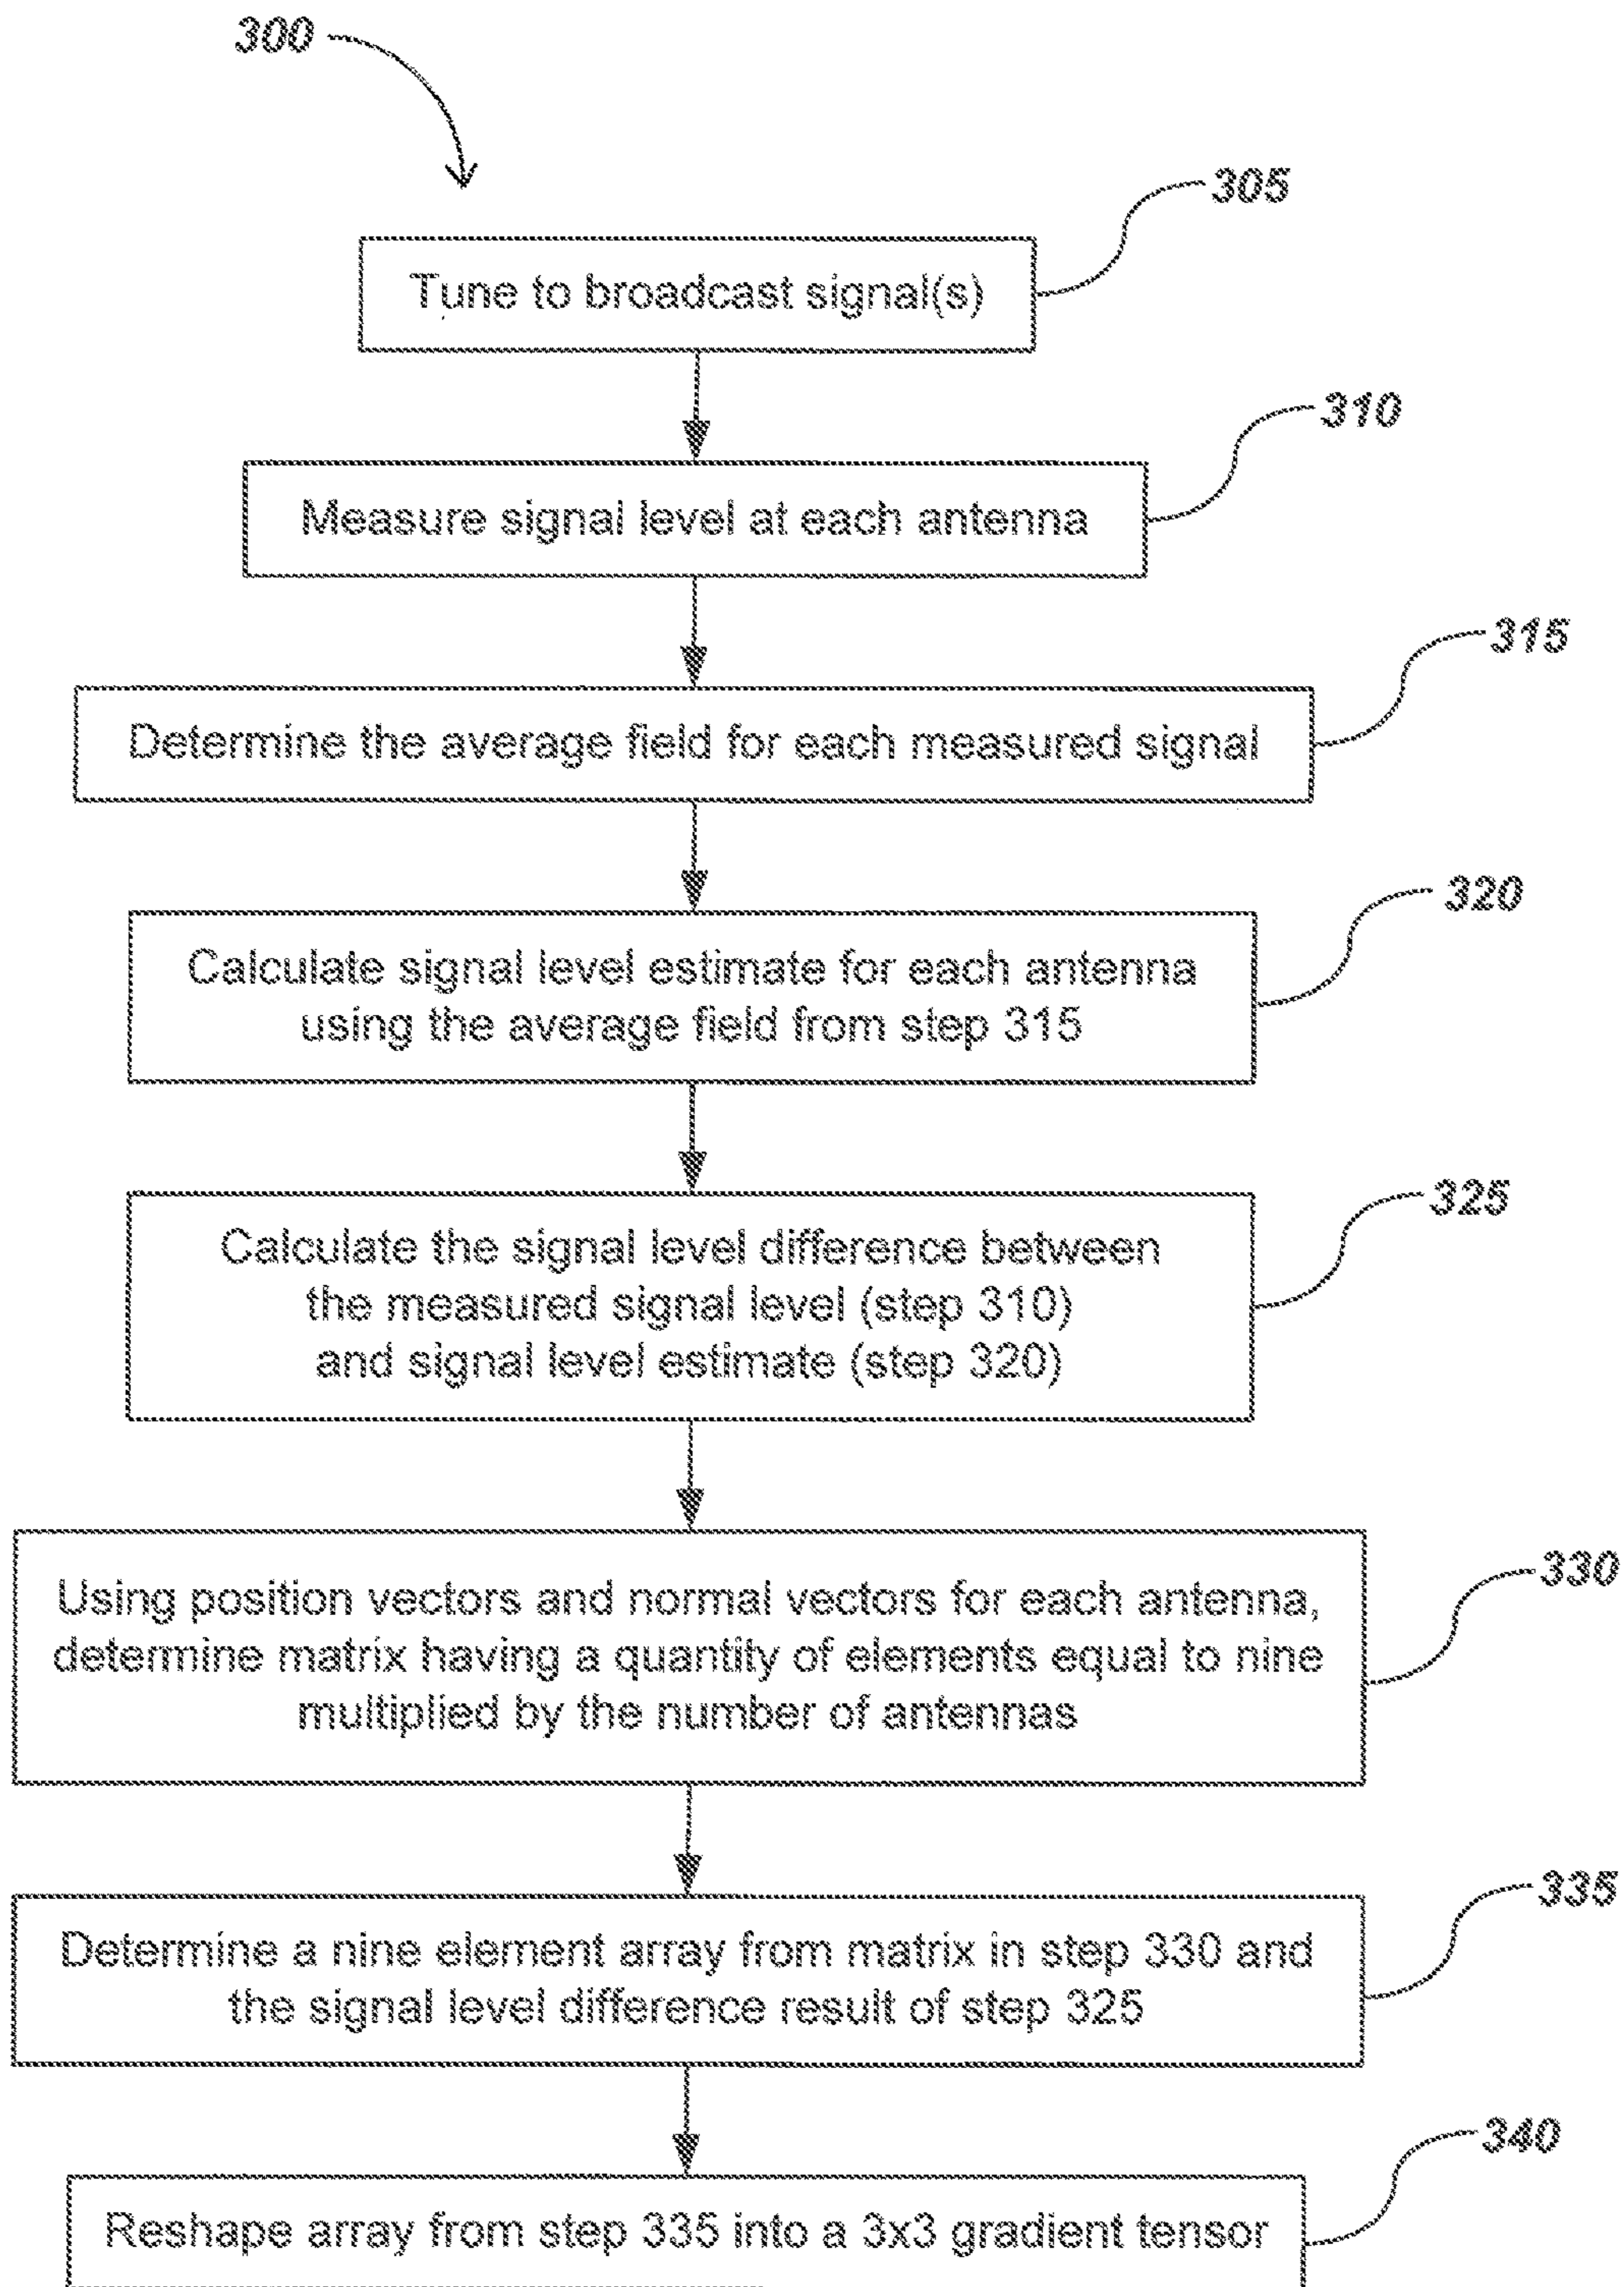 300
305
Tune to broadcast signal(s)
310
Measure signal level at each antenna
315
Determine the average field for each measured signal
320
Calculate signal level estimate for each antenna
using the average field from step 315
325
Calculate the signal level difference between
the measured signal level (step 310)
and signal level estimate (step 320)
330
Using position vectors and normal vectors for each antenna,
determine matrix having a quantity of elements equal to nine
multiplied by the number of antennas
335
Determine a nine element array from matrix in step 330 and
the signal level difference result of step 325
340
Reshape array from step 335 into a 3x3 gradient tensor